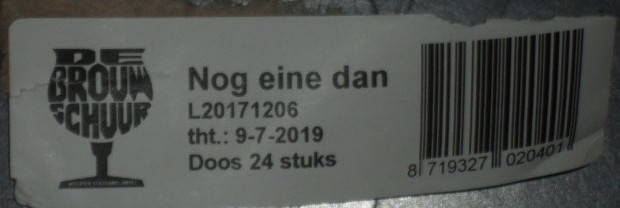 DE
BROUW
SCHUUR
Nog eine dan
L20171206
tht.: 9-7-2019
Doos 24 stuks
8 719327 020401